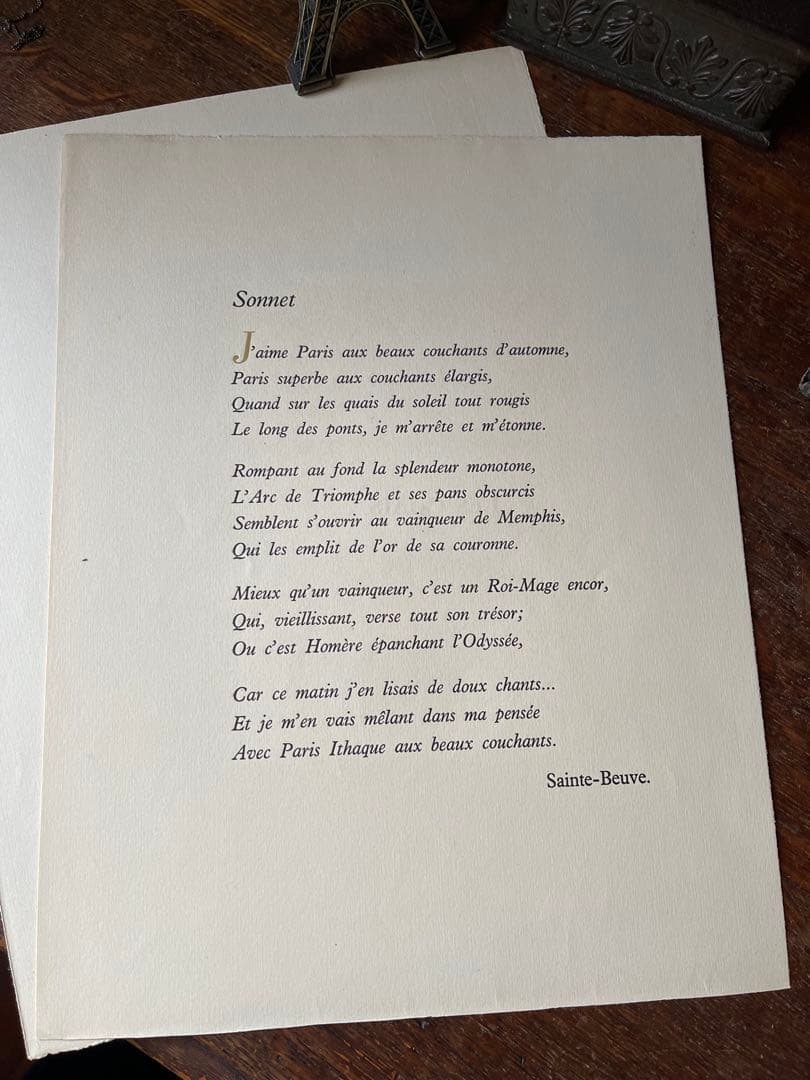 Sonnet
J'aime Paris aux beaux couchants d'automne,
Paris superbe aux couchants élargis,
Quand sur les quais du soleil tout rougis
Le long des ponts, je m'arrête et m'étonne.
Rompant au fond la splendeur monotone,
L'Arc de Triomphe et ses pans obscurcis
Semblent s'ouvrir au vainqueur de Memphis,
Qui les emplit de l'or de sa couronne.
Mieux qu'un vainqueur, c'est un Roi-Mage encor,
Qui, vieillissant, verse tout son trésor;
Ou c'est Homère épanchant l'Odyssée,
Car ce matin j'en lisais de doux chants...
Et je m'en vais mêlant dans ma pensée
Avec Paris Ithaque aux beaux couchants.
Sainte-Beuve.